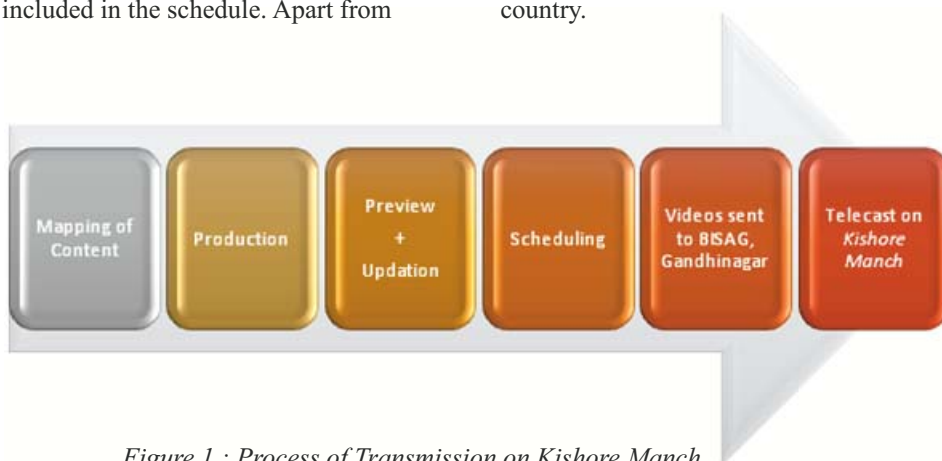 included in the schedule. Apart from
country.
Mapping of
Content
Production
Preview
+
Updation
Scheduling
Videos sent
to BISAG,
Gandhinagar
Telecast on
Kishore
Manch
Figure 1 : Process of Transmission on Kishore Manch